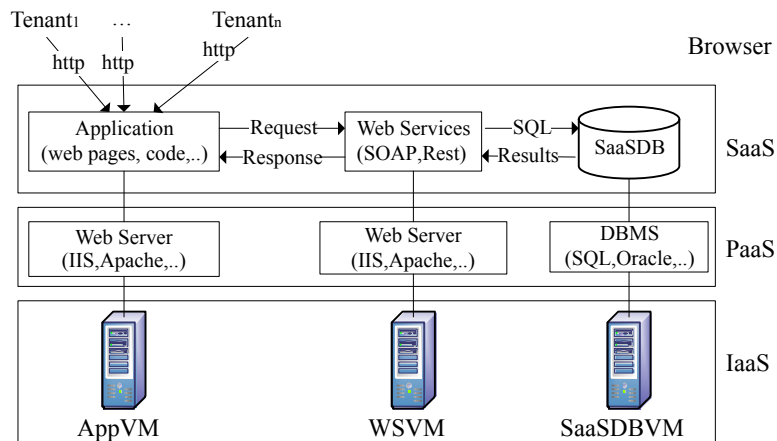 Tenant1 ... Tenantn
http http http
Browser
Application
(web pages, code,..)
Request
Response
Web Services
(SOAP,Rest)
SQL
Results
SaaSDB
SaaS
Web Server
(IIS,Apache,..)
Web Server
(IIS,Apache,..)
DBMS
(SQL,Oracle,..)
PaaS
IaaS
AppVM
WSVM
SaaSDBVM